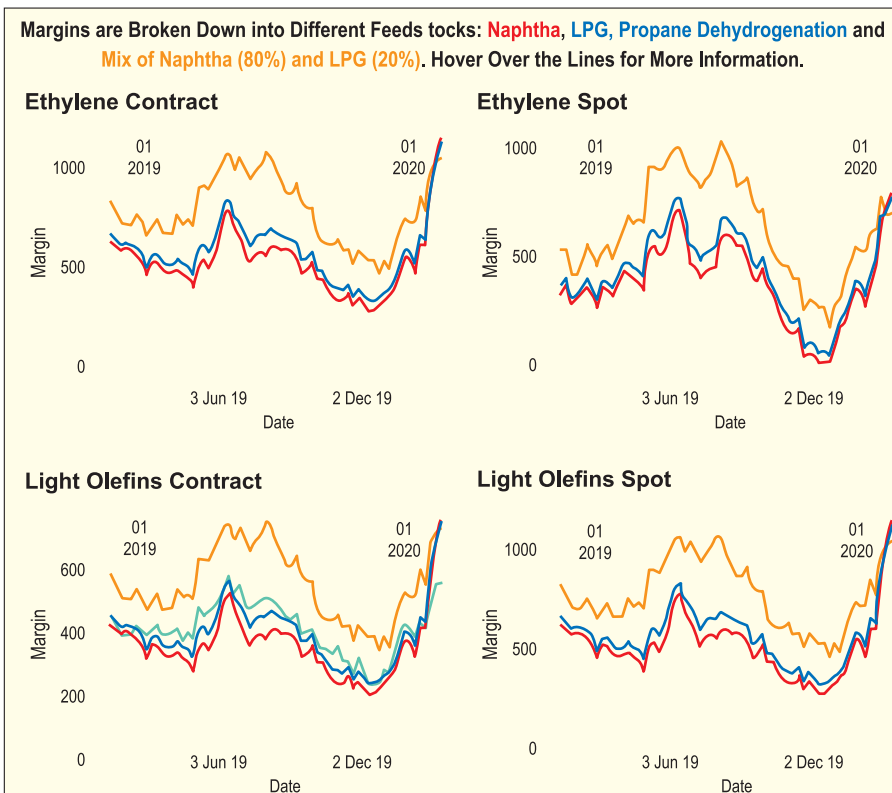 Margins are Broken Down into Different Feeds tocks: Naphtha, LPG, Propane Dehydrogenation and
Mix of Naphtha (80%) and LPG (20%). Hover Over the Lines for More Information.
Ethylene Contract
01
2019
01
2020
1000
500
0
Margin
3 Jun 19
2 Dec 19
Date
Ethylene Spot
01
2019
01
2020
1000
500
0
Margin
3 Jun 19
2 Dec 19
Date
Light Olefins Contract
01
2019
01
2020
600
400
200
0
Margin
3 Jun 19
2 Dec 19
Date
Light Olefins Spot
01
2019
01
2020
1000
500
0
Margin
3 Jun 19
2 Dec 19
Date